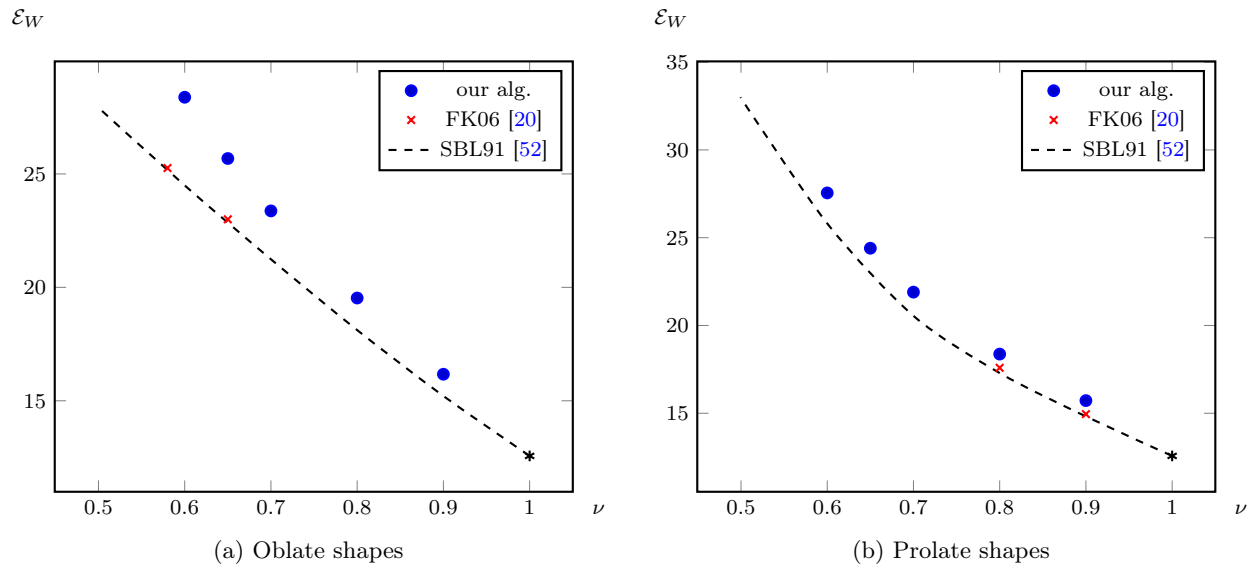 ℰ_W
25
20
15
0.5 0.6 0.7 0.8 0.9 1 ν
our alg.
FK06 [20]
SBL91 [52]
(a) Oblate shapes
ℰ_W
35
30
25
20
15
0.5 0.6 0.7 0.8 0.9 1 ν
our alg.
FK06 [20]
SBL91 [52]
(b) Prolate shapes